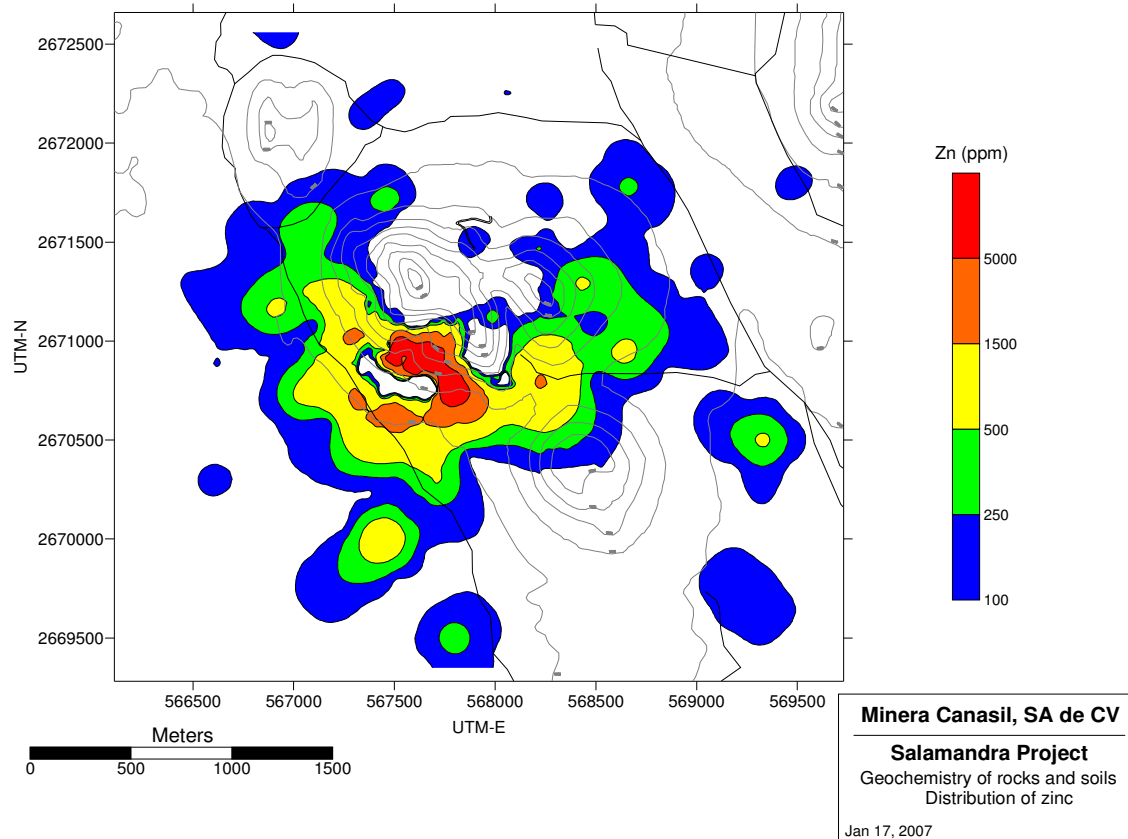 2672500
2672000
2671500
2671000
2670500
2670000
2669500
566500 567000 567500 568000 568500 569000 569500
UTM-N
UTM-E
Zn (ppm)
5000
1500
500
250
100
Meters
0 500 1000 1500
Minera Canasil, SA de CV
Salamandra Project
Geochemistry of rocks and soils
Distribution of zinc
Jan 17, 2007